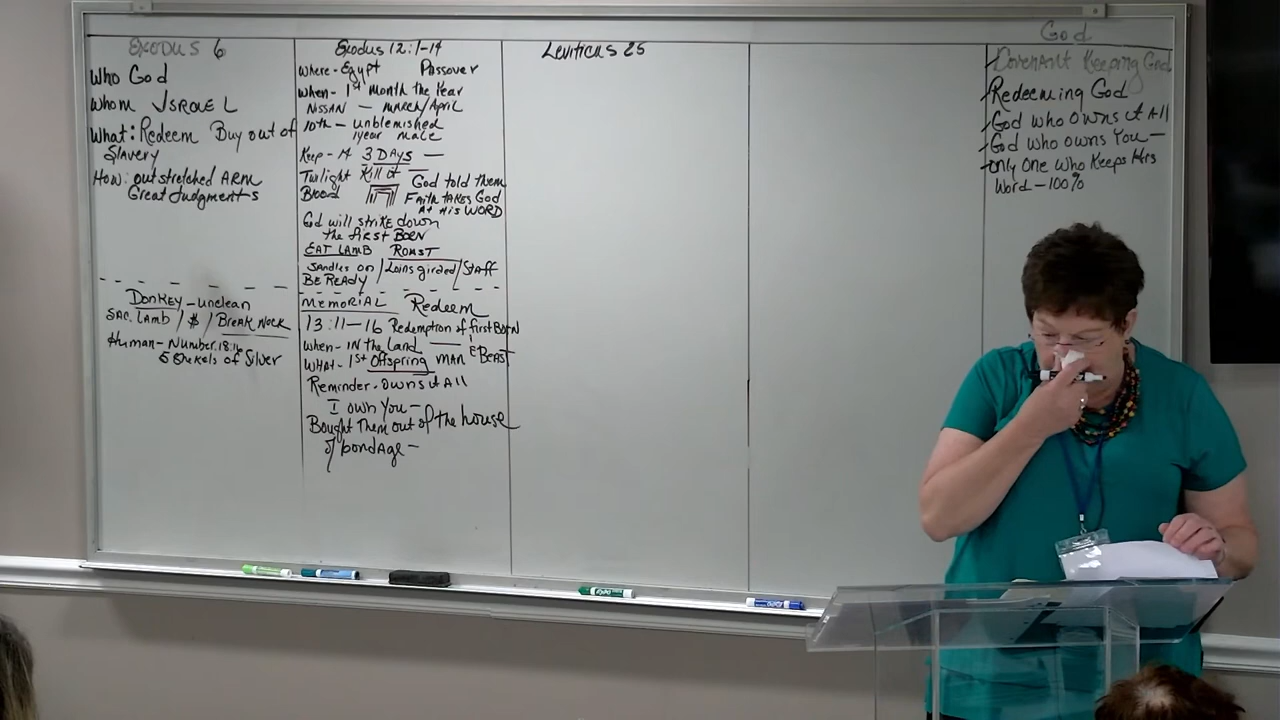 Exodus 6
Who God
Whom ISRAEL
What: Redeem Buy out of
Slavery
How: outstretched ARM
Great Judgments
Donkey - unclean
SAC. LAMB / $ / Break Neck
Human - Number 18:16
5 Shekels of Silver
Exodus 12:1-14
Where - Egypt Passover
When - 1st Month the Year
NISSAN - March/April
10th - unblemished
1 year male
Keep - 14 3 DAYS —
Twilight Kill it —
Blood
God told them
Faith takes God
At His WORD
God will strike down
the first BORN
EAT LAMB ROAST
Sandles on / Loins girded / Staff
BE READY
MEMORIAL Redeem
13:11-16 Redemption of first BORN
When - IN the Land —
WHAT - 1st Offspring MAN & BEAST
Reminder - owns it All
I own You —
Bought Them out of the house
of bondage —
Leviticus 25
God
Covenant Keeping God
Redeeming God
God who owns it All
God who owns You —
only One who Keeps His
Word - 100%